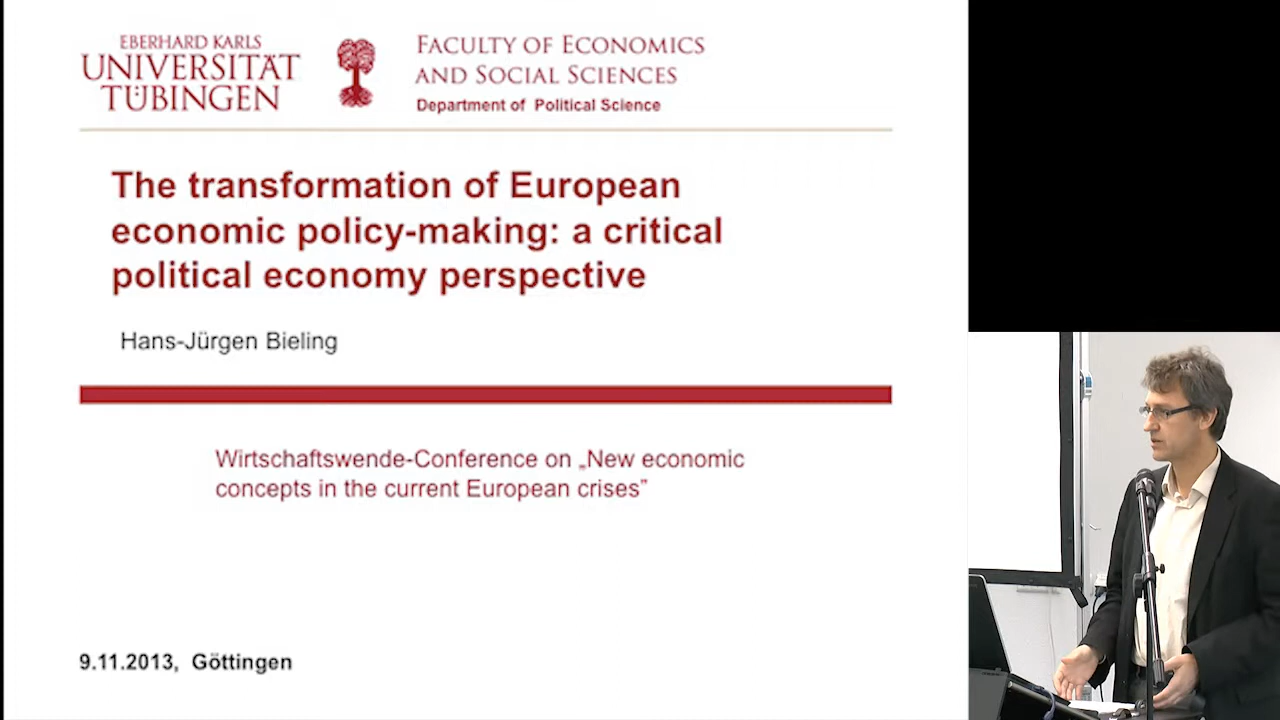 EBERHARD KARLS
UNIVERSITÄT
TÜBINGEN
FACULTY OF ECONOMICS
AND SOCIAL SCIENCES
Department of Political Science
The transformation of European
economic policy-making: a critical
political economy perspective
Hans-Jürgen Bieling
Wirtschaftswende-Conference on „New economic
concepts in the current European crises”
9.11.2013, Göttingen